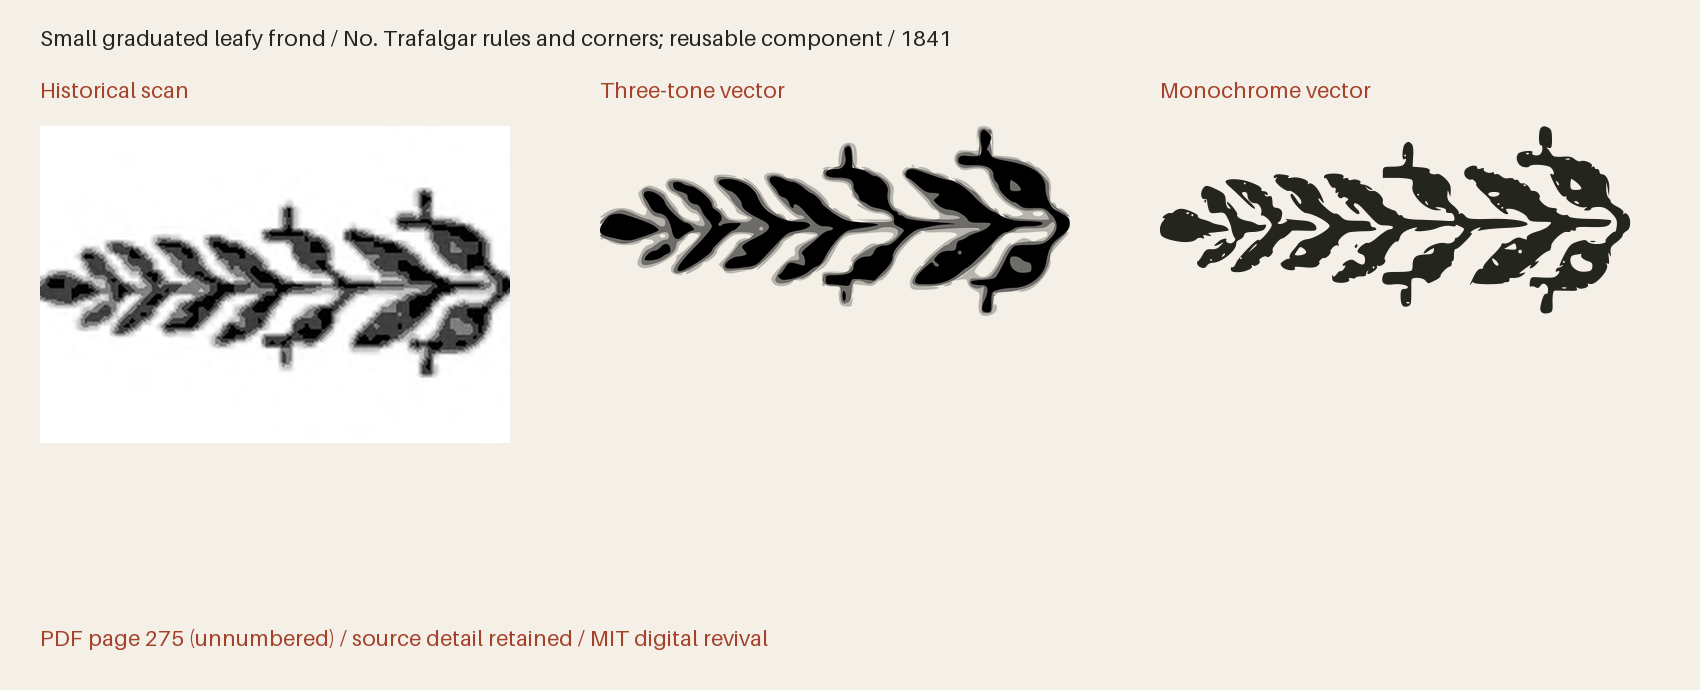 Small graduated leafy frond / No. Trafalgar rules and corners; reusable component / 1841
Historical scan
Three-tone vector
Monochrome vector
PDF page 275 (unnumbered) / source detail retained / MIT digital revival